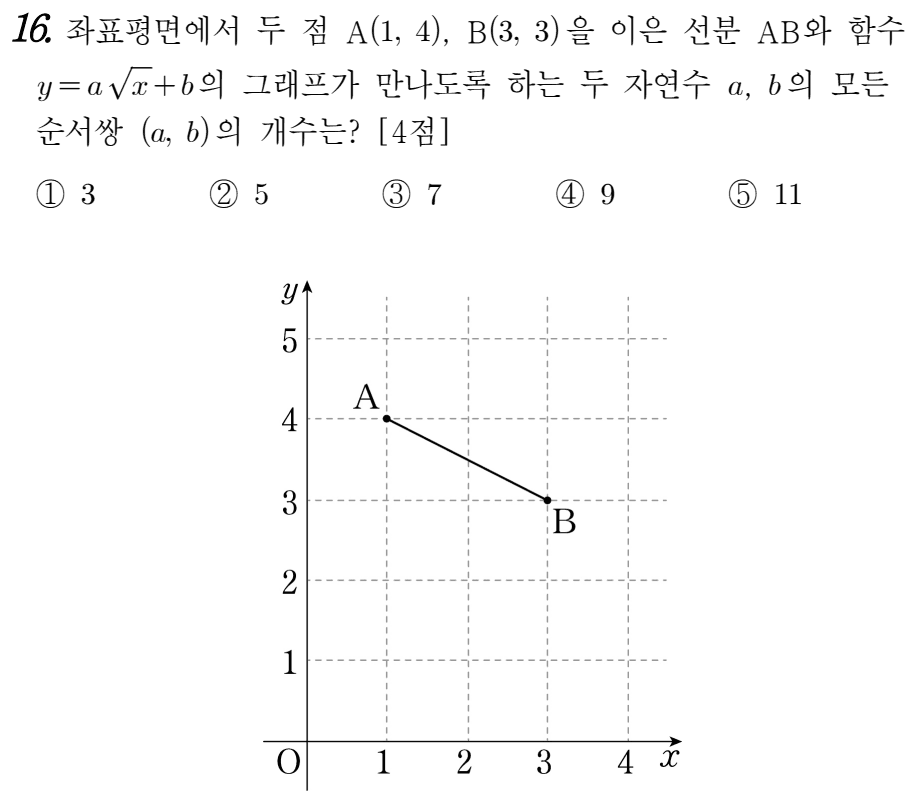 16. 좌표평면에서 두 점 A(1, 4), B(3, 3)을 이은 선분 AB와 함수
y=a√x+b의 그래프가 만나도록 하는 두 자연수 a, b의 모든
순서쌍 (a, b)의 개수는? [4점]
① 3 ② 5 ③ 7 ④ 9 ⑤ 11
y
5
A
4
3
B
2
1
O 1 2 3 4 x